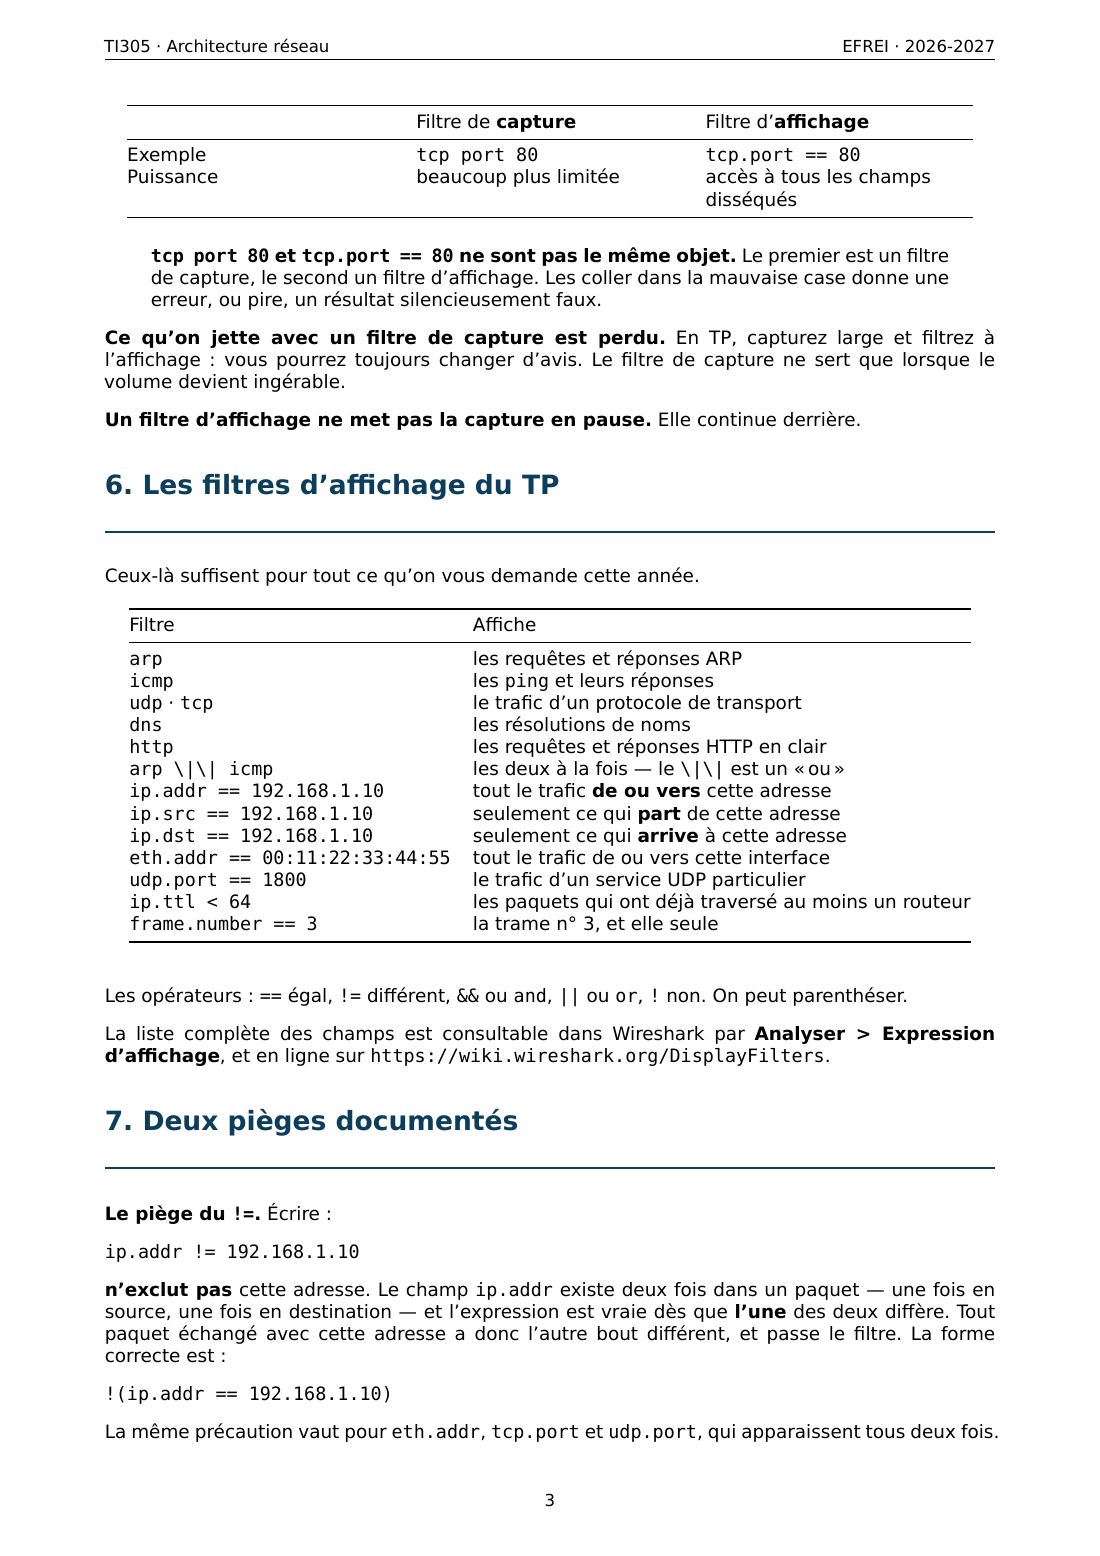 TI305 · Architecture réseau
EFREI · 2026-2027
Filtre de capture Filtre d’affichage
Exemple tcp port 80 tcp.port == 80
Puissance beaucoup plus limitée accès à tous les champs
disséqués
tcp port 80 et tcp.port == 80 ne sont pas le même objet. Le premier est un filtre
de capture, le second un filtre d’affichage. Les coller dans la mauvaise case donne une
erreur, ou pire, un résultat silencieusement faux.
Ce qu’on jette avec un filtre de capture est perdu. En TP, capturez large et filtrez à
l’affichage : vous pourrez toujours changer d’avis. Le filtre de capture ne sert que lorsque le
volume devient ingérable.
Un filtre d’affichage ne met pas la capture en pause. Elle continue derrière.
6. Les filtres d’affichage du TP
Ceux-là suffisent pour tout ce qu’on vous demande cette année.
Filtre Affiche
arp les requêtes et réponses ARP
icmp les ping et leurs réponses
udp · tcp le trafic d’un protocole de transport
dns les résolutions de noms
http les requêtes et réponses HTTP en clair
arp \|\| icmp les deux à la fois — le \|\| est un « ou »
ip.addr == 192.168.1.10 tout le trafic de ou vers cette adresse
ip.src == 192.168.1.10 seulement ce qui part de cette adresse
ip.dst == 192.168.1.10 seulement ce qui arrive à cette adresse
eth.addr == 00:11:22:33:44:55 tout le trafic de ou vers cette interface
udp.port == 1800 le trafic d’un service UDP particulier
ip.ttl < 64 les paquets qui ont déjà traversé au moins un routeur
frame.number == 3 la trame n° 3, et elle seule
Les opérateurs : == égal, != différent, && ou and, || ou or, ! non. On peut parenthéser.
La liste complète des champs est consultable dans Wireshark par Analyser > Expression
d’affichage, et en ligne sur https://wiki.wireshark.org/DisplayFilters.
7. Deux pièges documentés
Le piège du !=. Écrire :
ip.addr != 192.168.1.10
n’exclut pas cette adresse. Le champ ip.addr existe deux fois dans un paquet — une fois en
source, une fois en destination — et l’expression est vraie dès que l’une des deux diffère. Tout
paquet échangé avec cette adresse a donc l’autre bout différent, et passe le filtre. La forme
correcte est :
!(ip.addr == 192.168.1.10)
La même précaution vaut pour eth.addr, tcp.port et udp.port, qui apparaissent tous deux fois.
3